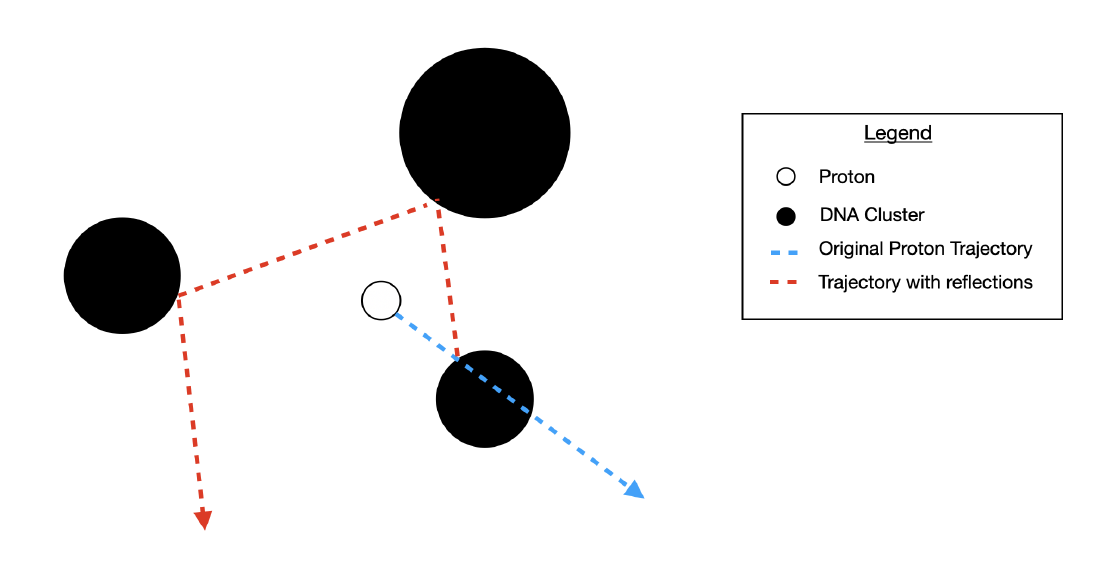 Legend
Proton
DNA Cluster
Original Proton Trajectory
Trajectory with reflections